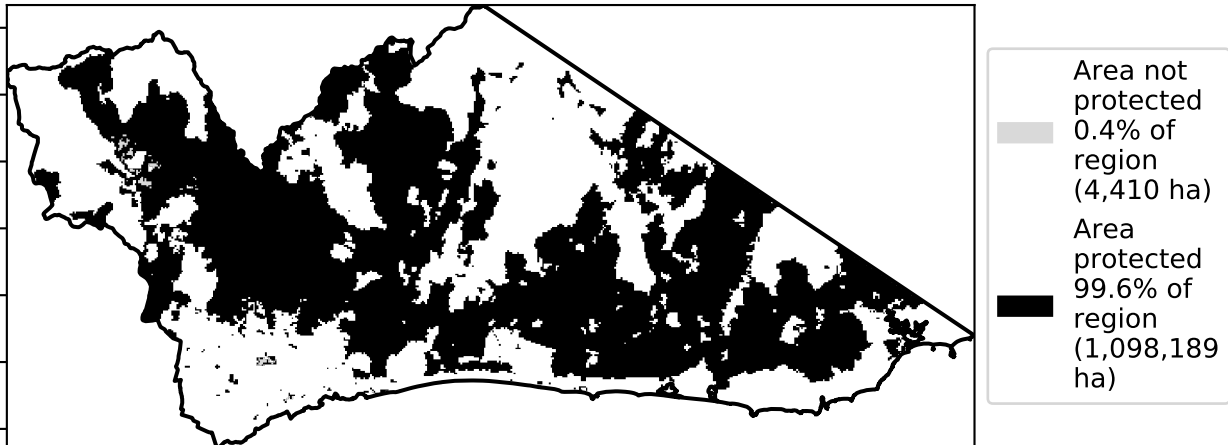 Area not
protected
0.4% of
region
(4,410 ha)
Area
protected
99.6% of
region
(1,098,189
ha)